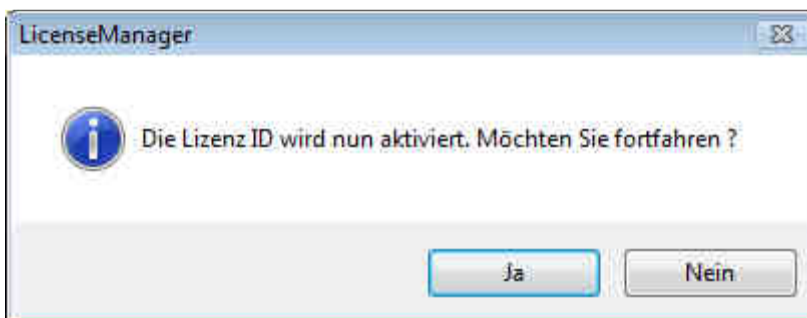 LicenseManager
Die Lizenz ID wird nun aktiviert. Möchten Sie fortfahren ?
Ja
Nein